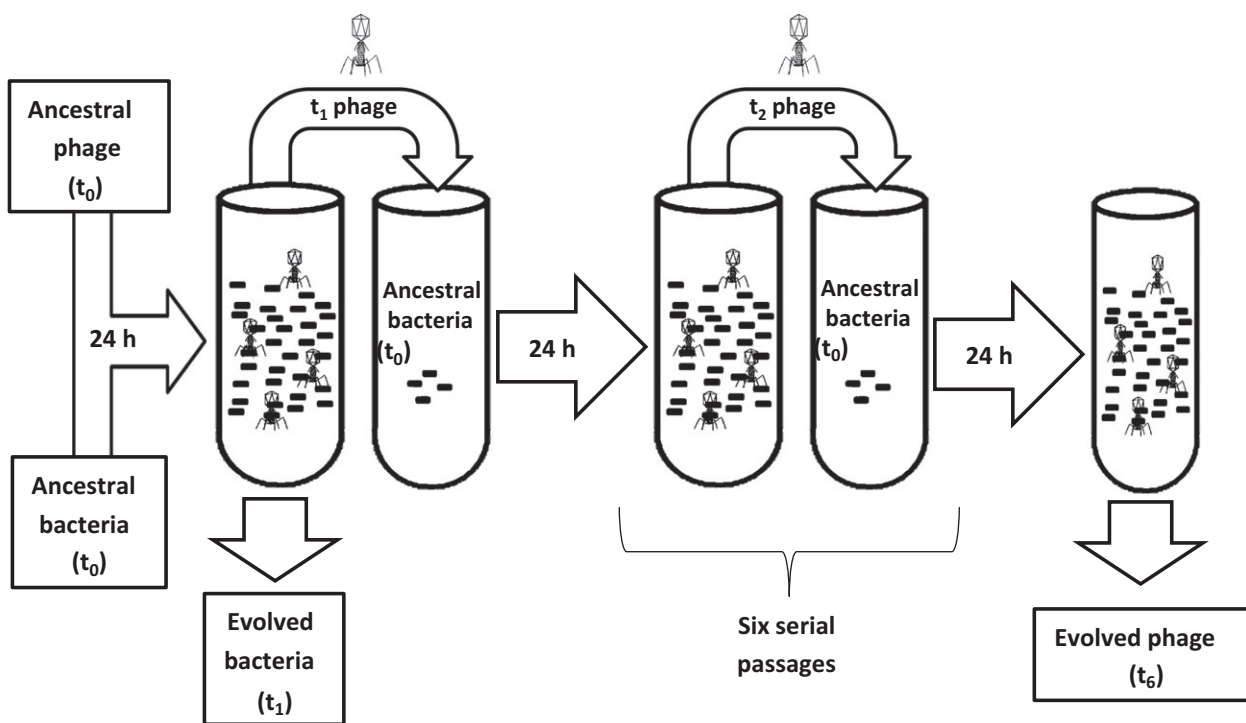 Ancestral
phage
(t₀)
24 h
Ancestral
bacteria
(t₀)
t₁ phage
Ancestral
bacteria
(t₀)
Evolved
bacteria
(t₁)
24 h
t₂ phage
Ancestral
bacteria
(t₀)
Six serial
passages
24 h
Evolved phage
(t₆)